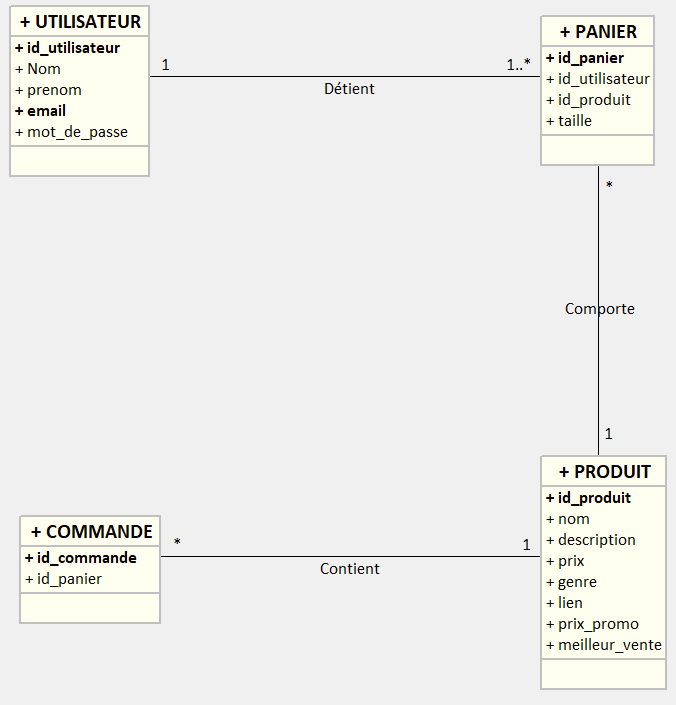 + UTILISATEUR
+ id_utilisateur
+ Nom
+ prenom
+ email
+ mot_de_passe
1
1..*
Détient
+ PANIER
+ id_panier
+ id_utilisateur
+ id_produit
+ taille
*
Comporte
1
+ PRODUIT
+ id_produit
+ nom
+ description
+ prix
+ genre
+ lien
+ prix_promo
+ meilleur_vente
+ COMMANDE
+ id_commande
+ id_panier
*
1
Contient